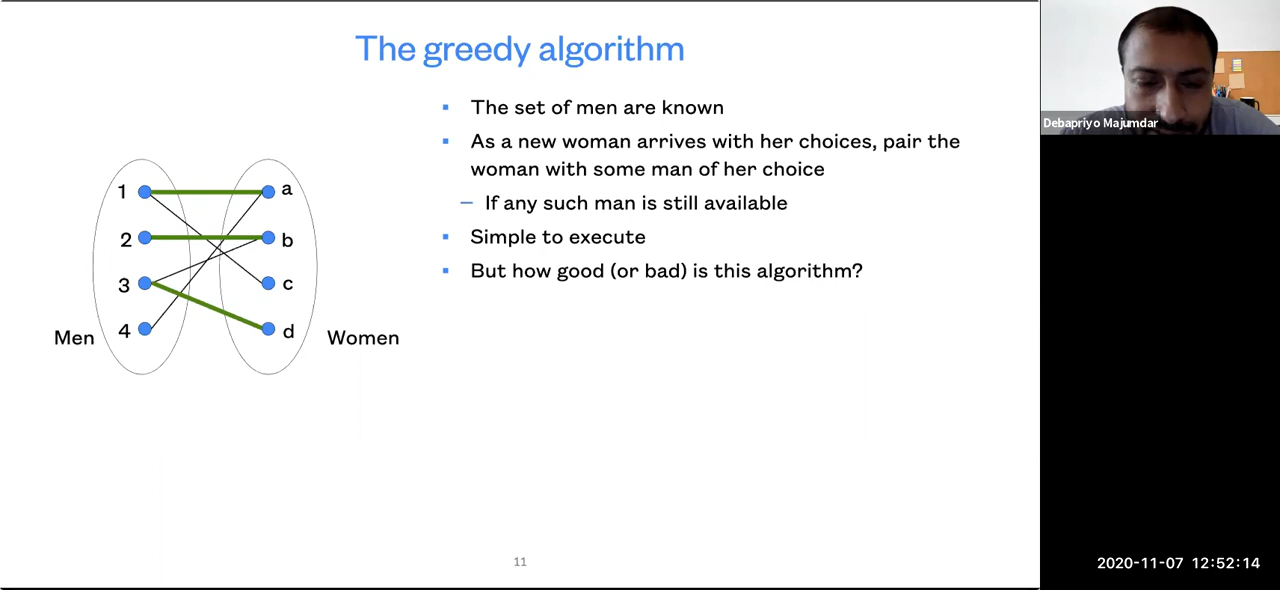 The greedy algorithm
The set of men are known
As a new woman arrives with her choices, pair the
woman with some man of her choice
If any such man is still available
Simple to execute
But how good (or bad) is this algorithm?
1
a
2
b
3
c
4
d
Men
Women
11
Debapriyo Majumdar
2020-11-07 12:52:14